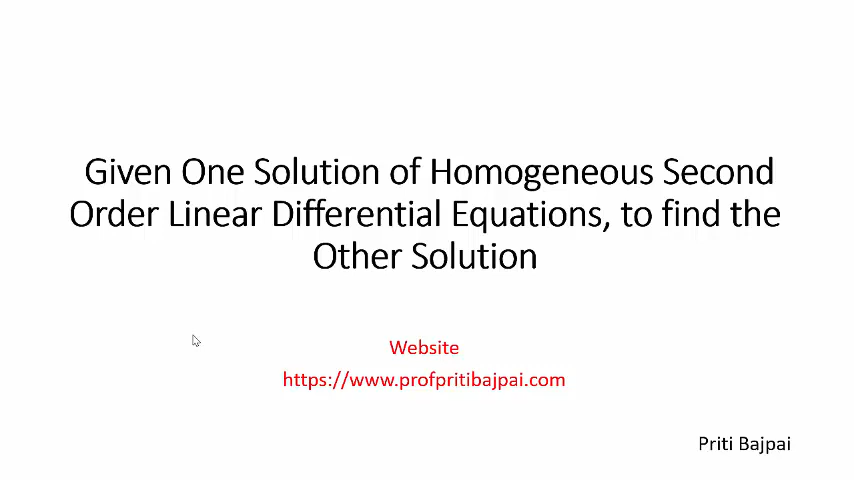 Given One Solution of Homogeneous Second
Order Linear Differential Equations, to find the
Other Solution
Website
https://www.profpritibajpai.com
Priti Bajpai